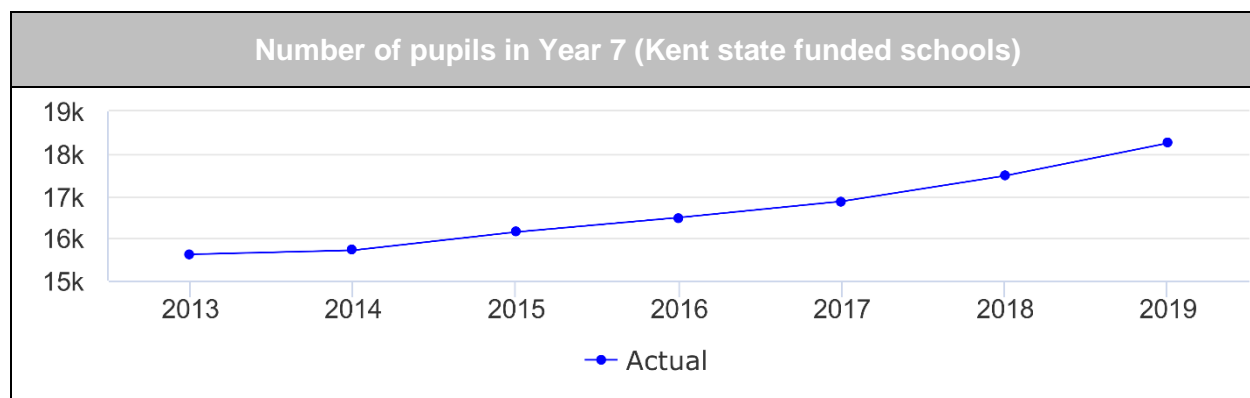 Number of pupils in Year 7 (Kent state funded schools)
19k
18k
17k
16k
15k
2013 2014 2015 2016 2017 2018 2019
Actual